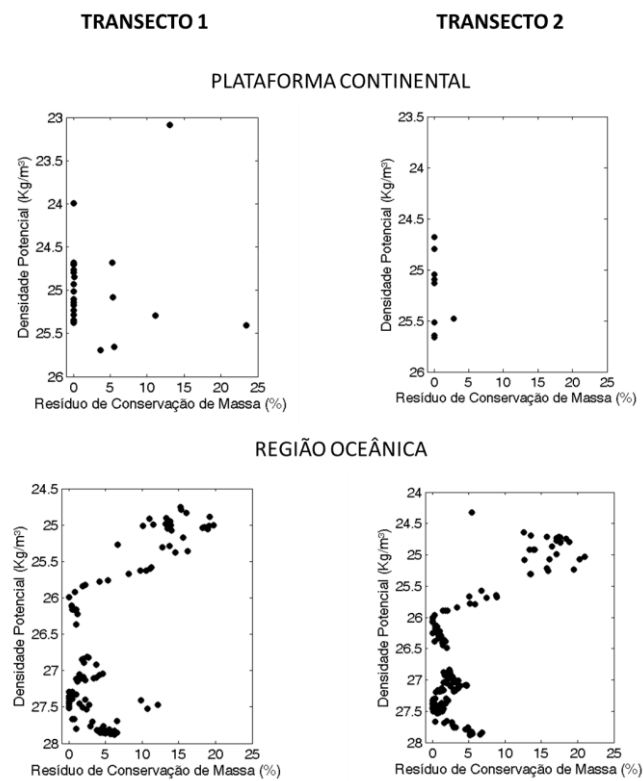 TRANSECTO 1
TRANSECTO 2
PLATAFORMA CONTINENTAL
23
23.5
24
24.5
25
25.5
26
Densidade Potencial (Kg/m³)
0 5 10 15 20 25
Resíduo de Conservação de Massa (%)
23.5
24
24.5
25
25.5
26
Densidade Potencial (Kg/m³)
0 5 10 15 20 25
Resíduo de Conservação de Massa (%)
REGIÃO OCEÂNICA
24.5
25
25.5
26
26.5
27
27.5
28
Densidade Potencial (Kg/m³)
0 5 10 15 20 25
Resíduo de Conservação de Massa (%)
24
24.5
25
25.5
26
26.5
27
27.5
28
Densidade Potencial (Kg/m³)
0 5 10 15 20 25
Resíduo de Conservação de Massa (%)